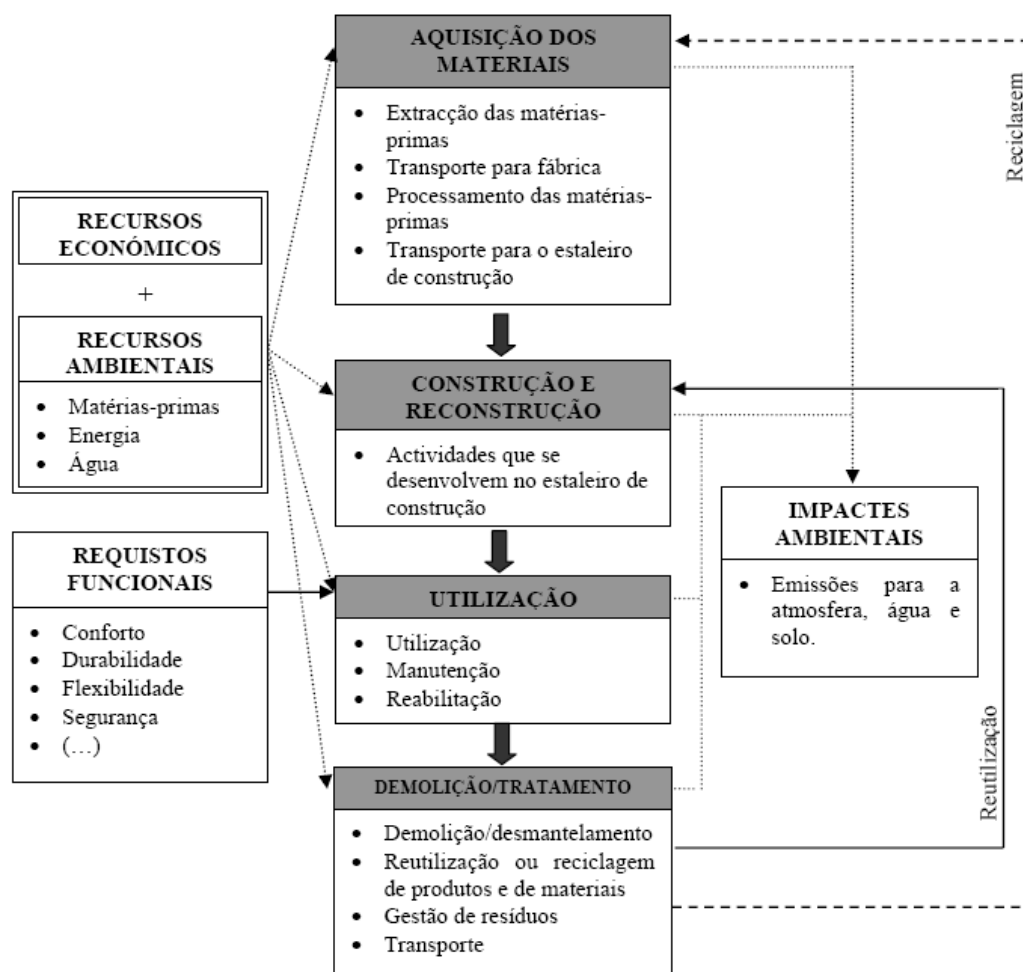 AQUISIÇÃO DOS
MATERIAIS
• Extracção das matérias-
primas
• Transporte para fábrica
• Processamento das matérias-
primas
• Transporte para o estaleiro
de construção
Reciclagem
RECURSOS
ECONÓMICOS
+
RECURSOS
AMBIENTAIS
• Matérias-primas
• Energia
• Água
CONSTRUÇÃO E
RECONSTRUÇÃO
• Actividades que se
desenvolvem no estaleiro de
construção
IMPACTES
AMBIENTAIS
• Emissões para a
atmosfera, água e
solo.
REQUISTOS
FUNCIONAIS
• Conforto
• Durabilidade
• Flexibilidade
• Segurança
• (…)
UTILIZAÇÃO
• Utilização
• Manutenção
• Reabilitação
Reutilização
DEMOLIÇÃO/TRATAMENTO
• Demolição/desmantelamento
• Reutilização ou reciclagem
de produtos e de materiais
• Gestão de resíduos
• Transporte